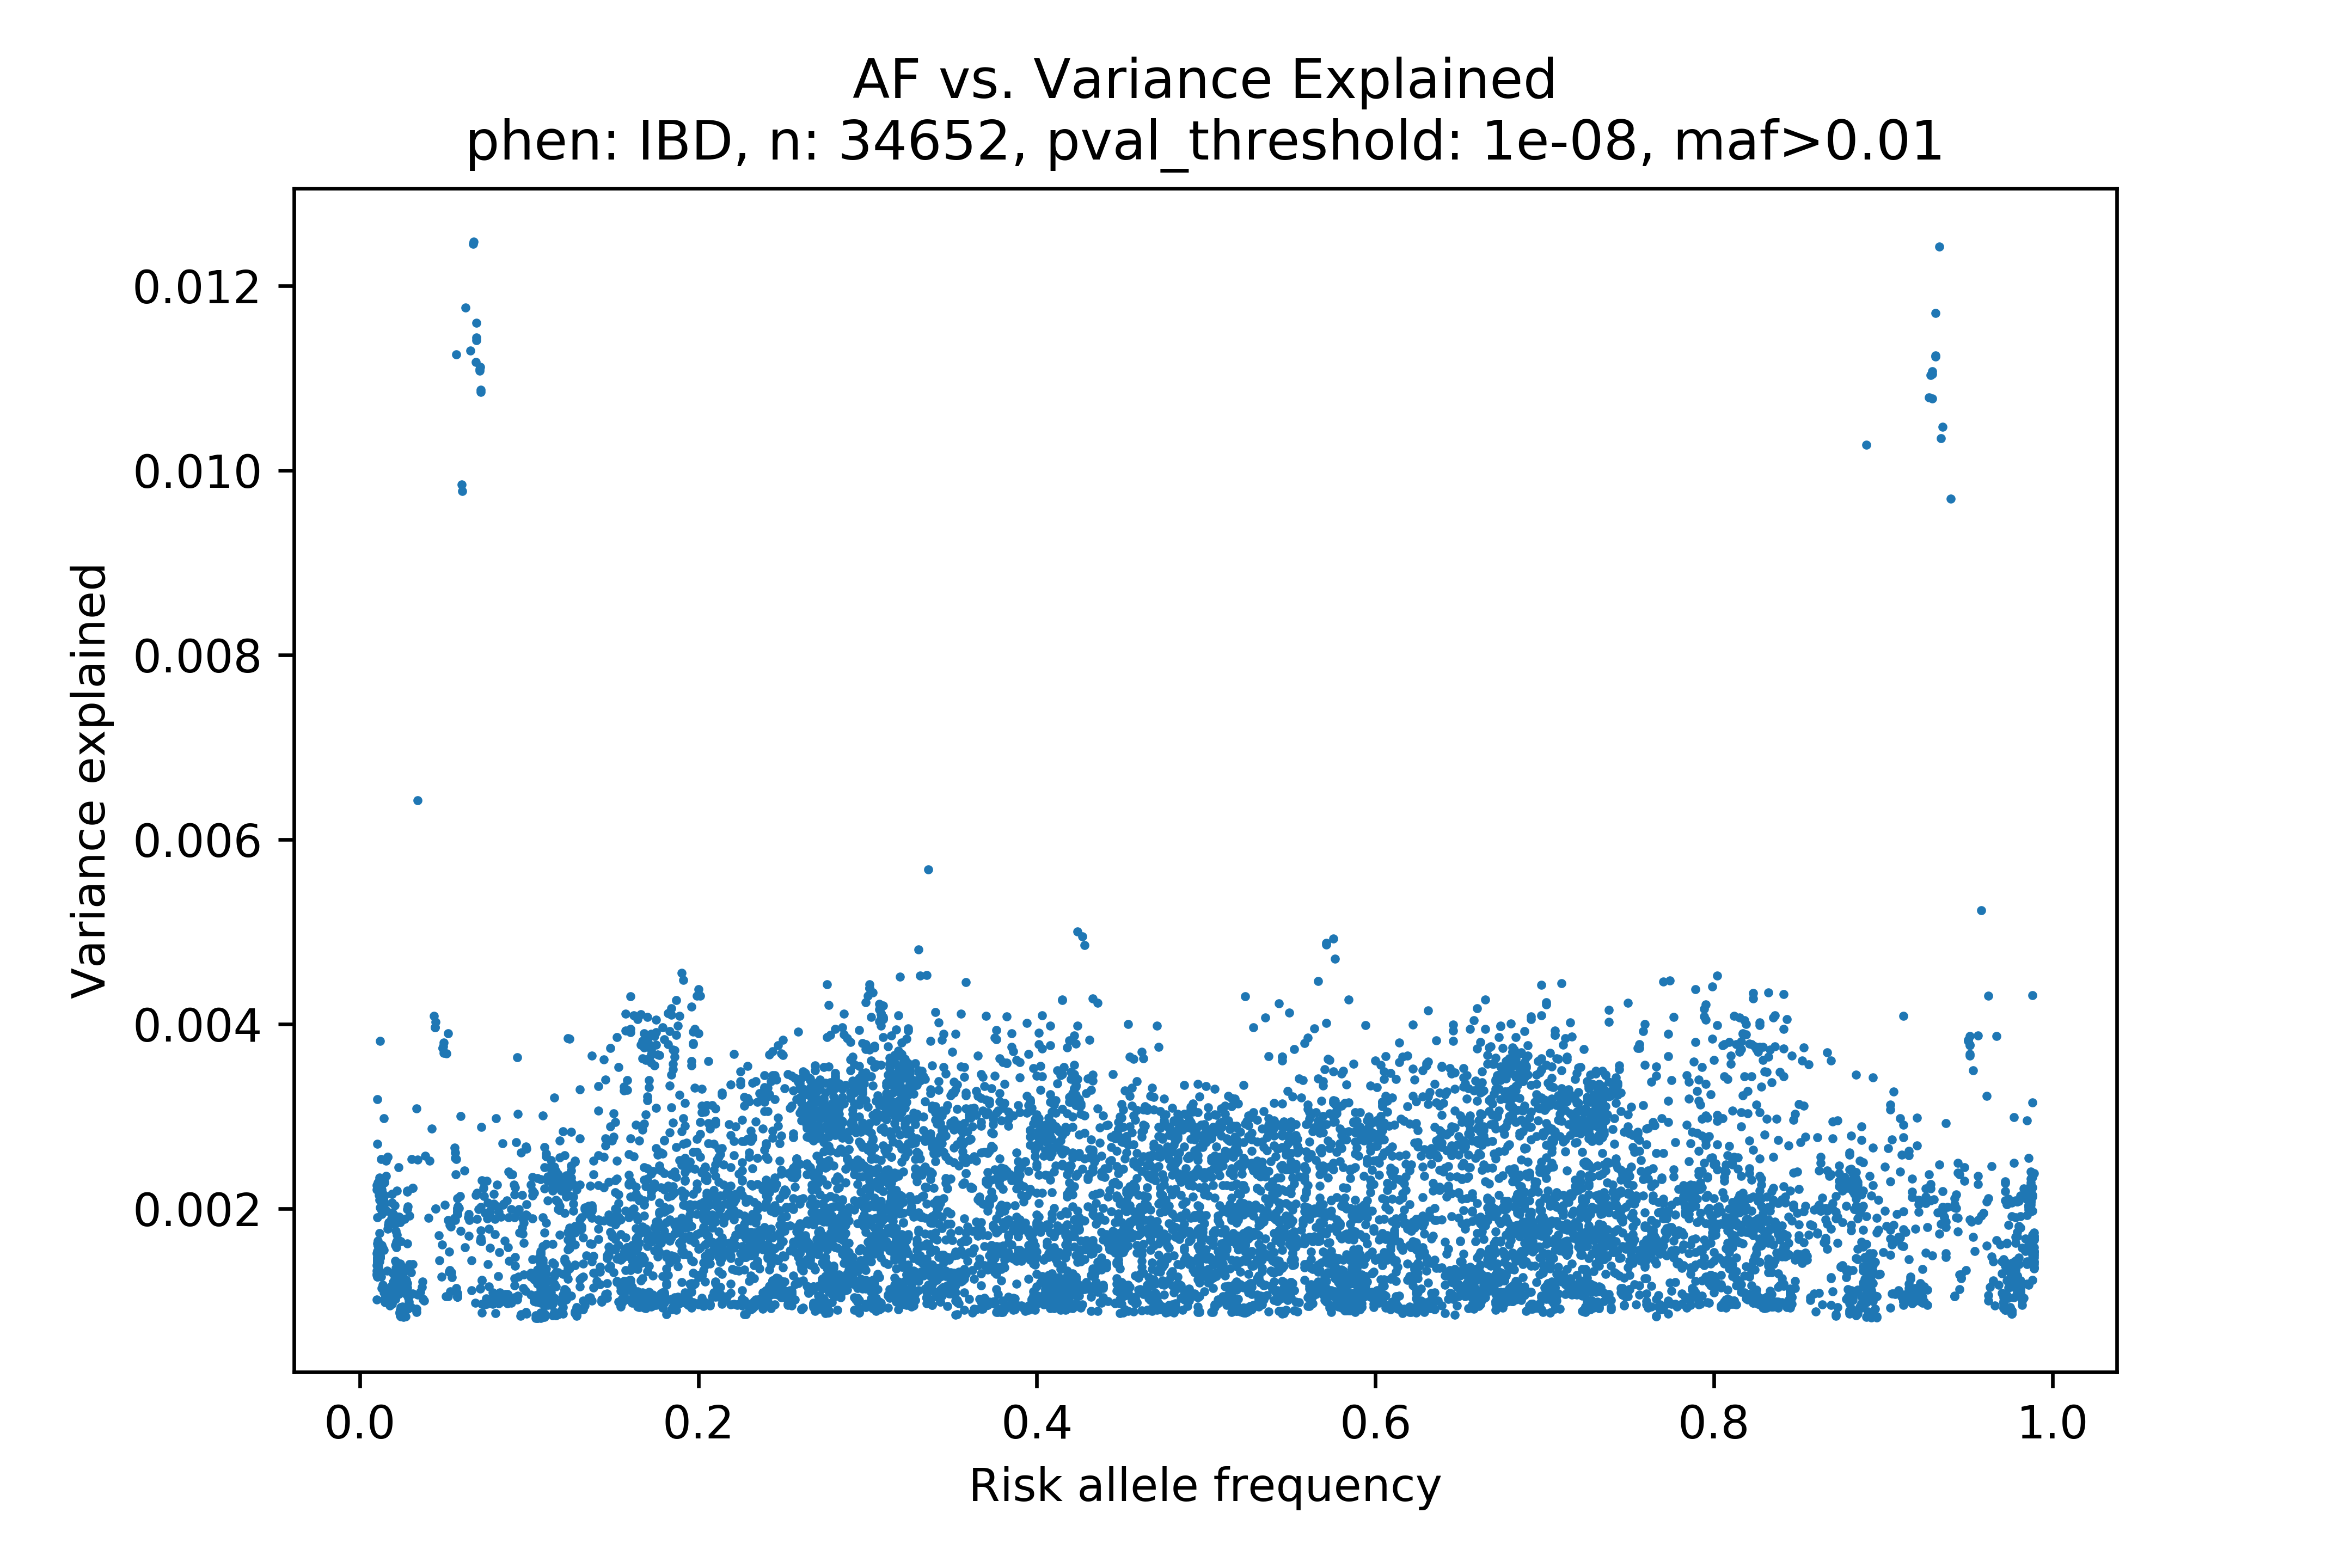 AF vs. Variance Explained
phen: IBD, n: 34652, pval_threshold: 1e-08, maf>0.01
Variance explained
0.012
0.010
0.008
0.006
0.004
0.002
0.0 0.2 0.4 0.6 0.8 1.0
Risk allele frequency